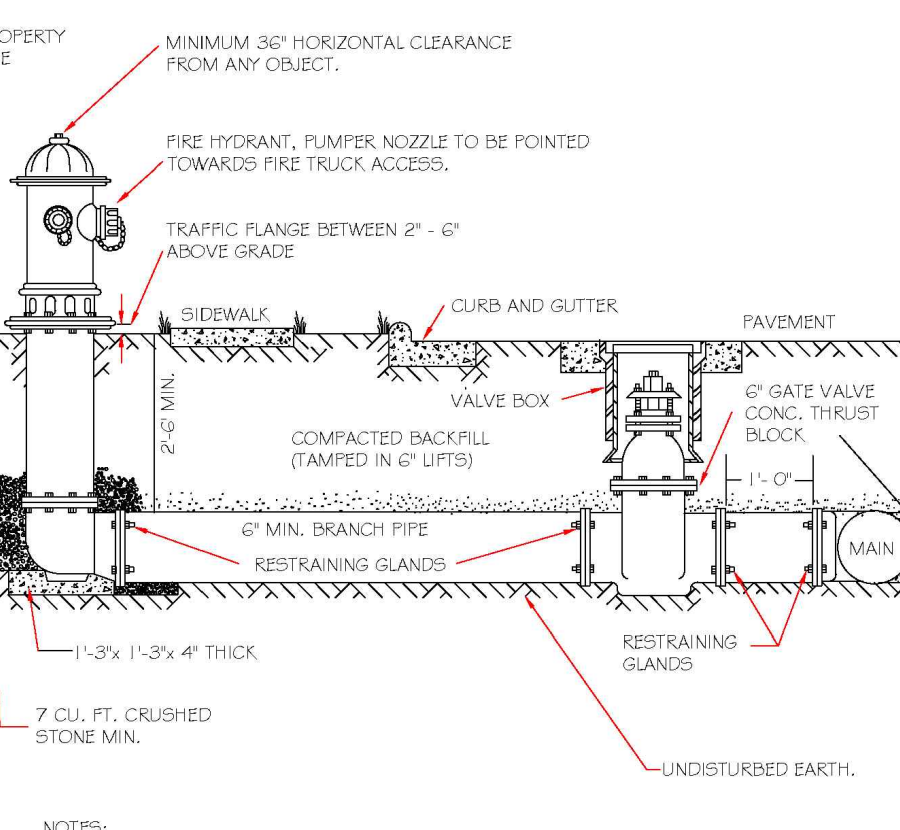 MINIMUM 36" HORIZONTAL CLEARANCE
FROM ANY OBJECT.
FIRE HYDRANT, PUMPER NOZZLE TO BE POINTED
TOWARDS FIRE TRUCK ACCESS.
TRAFFIC FLANGE BETWEEN 2" - 6"
ABOVE GRADE
SIDEWALK
CURB AND GUTTER
PAVEMENT
2'-6" MIN.
VALVE BOX
6" GATE VALVE
CONC. THRUST
BLOCK
COMPACTED BACKFILL
(TAMPED IN 6" LIFTS)
1'-0"
6" MIN. BRANCH PIPE
RESTRAINING GLANDS
MAIN
RESTRAINING
GLANDS
1'-3"x 1'-3"x 4" THICK
7 CU. FT. CRUSHED
STONE MIN.
UNDISTURBED EARTH.
NOTES: